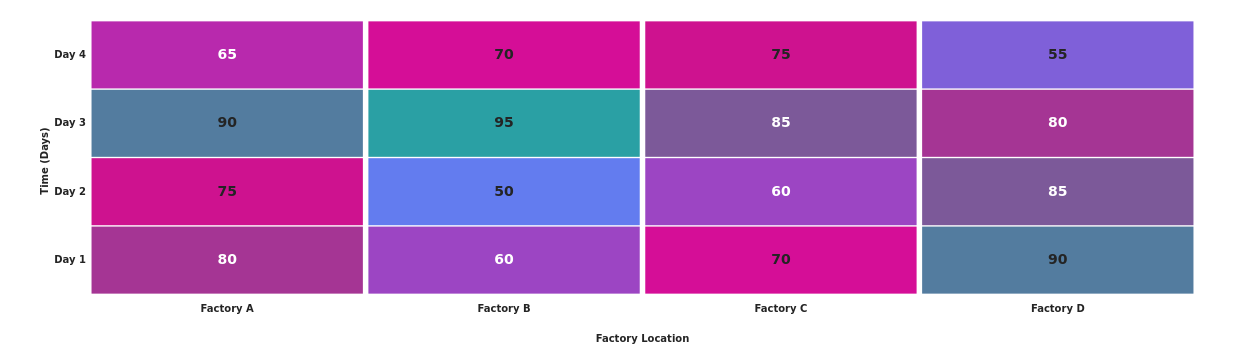 Time (Days)
Day 4 65 70 75 55
Day 3 90 95 85 80
Day 2 75 50 60 85
Day 1 80 60 70 90
Factory A Factory B Factory C Factory D
Factory Location